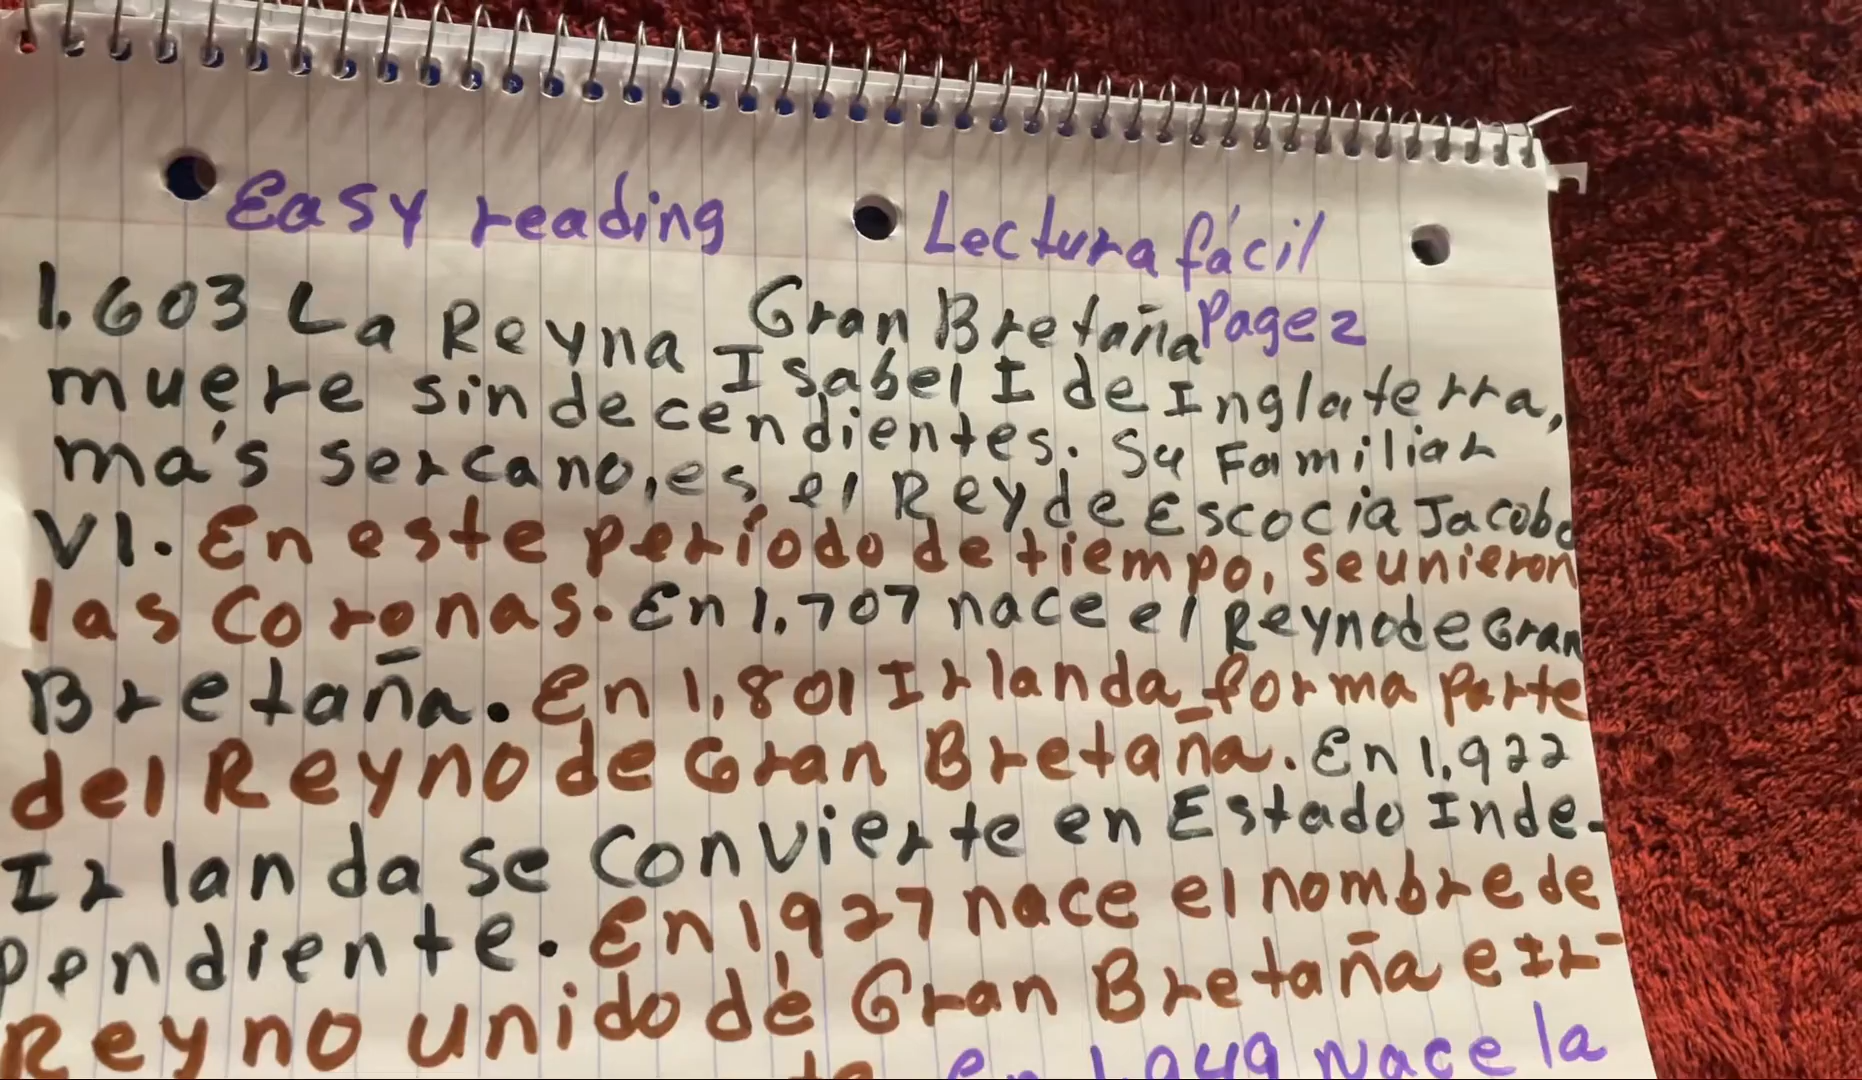 Easy reading Lectura fácil
Gran Bretaña Page 2
1.603 La Reyna Isabel I de Inglaterra,
muere sin decendientes. Su Familiar
más sercano, es el Rey de Escocia Jacobo
VI. En este período de tiempo, se unieron
las Coronas. En 1.707 nace el Reyno de Gran
Bretaña. En 1.801 Irlanda forma parte
del Reyno de Gran Bretaña. En 1.922
Irlanda se convierte en Estado Inde-
pendiente. En 1927 nace el nombre de
Reyno unido de Gran Bretaña e Ir-
en 1.949 Nace la